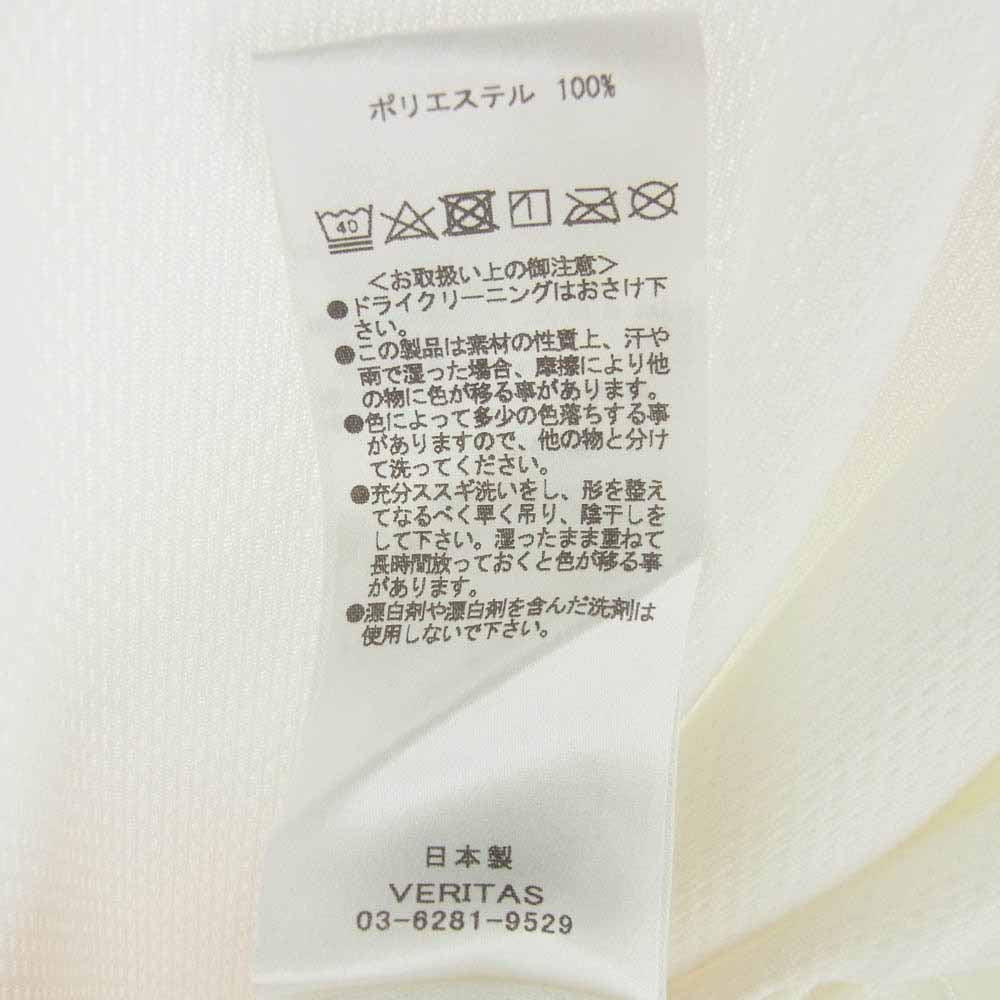 ポリエステル 100%
40
<お取扱い上の御注意>
●ドライクリーニングはおさけ下
さい。
●この製品は素材の性質上、汗や
雨で湿った場合、摩擦により他
の物に色が移る事があります。
●色によって多少の色落ちする事
がありますので、他の物と分け
て洗ってください。
●充分ススギ洗いをし、形を整え
てなるべく早く吊り、陰干しを
して下さい。湿ったまま重ねて
長時間放っておくと色が移る事
があります。
●漂白剤や漂白剤を含んだ洗剤は
使用しないで下さい。
日本製
VERITAS
03-6281-9529